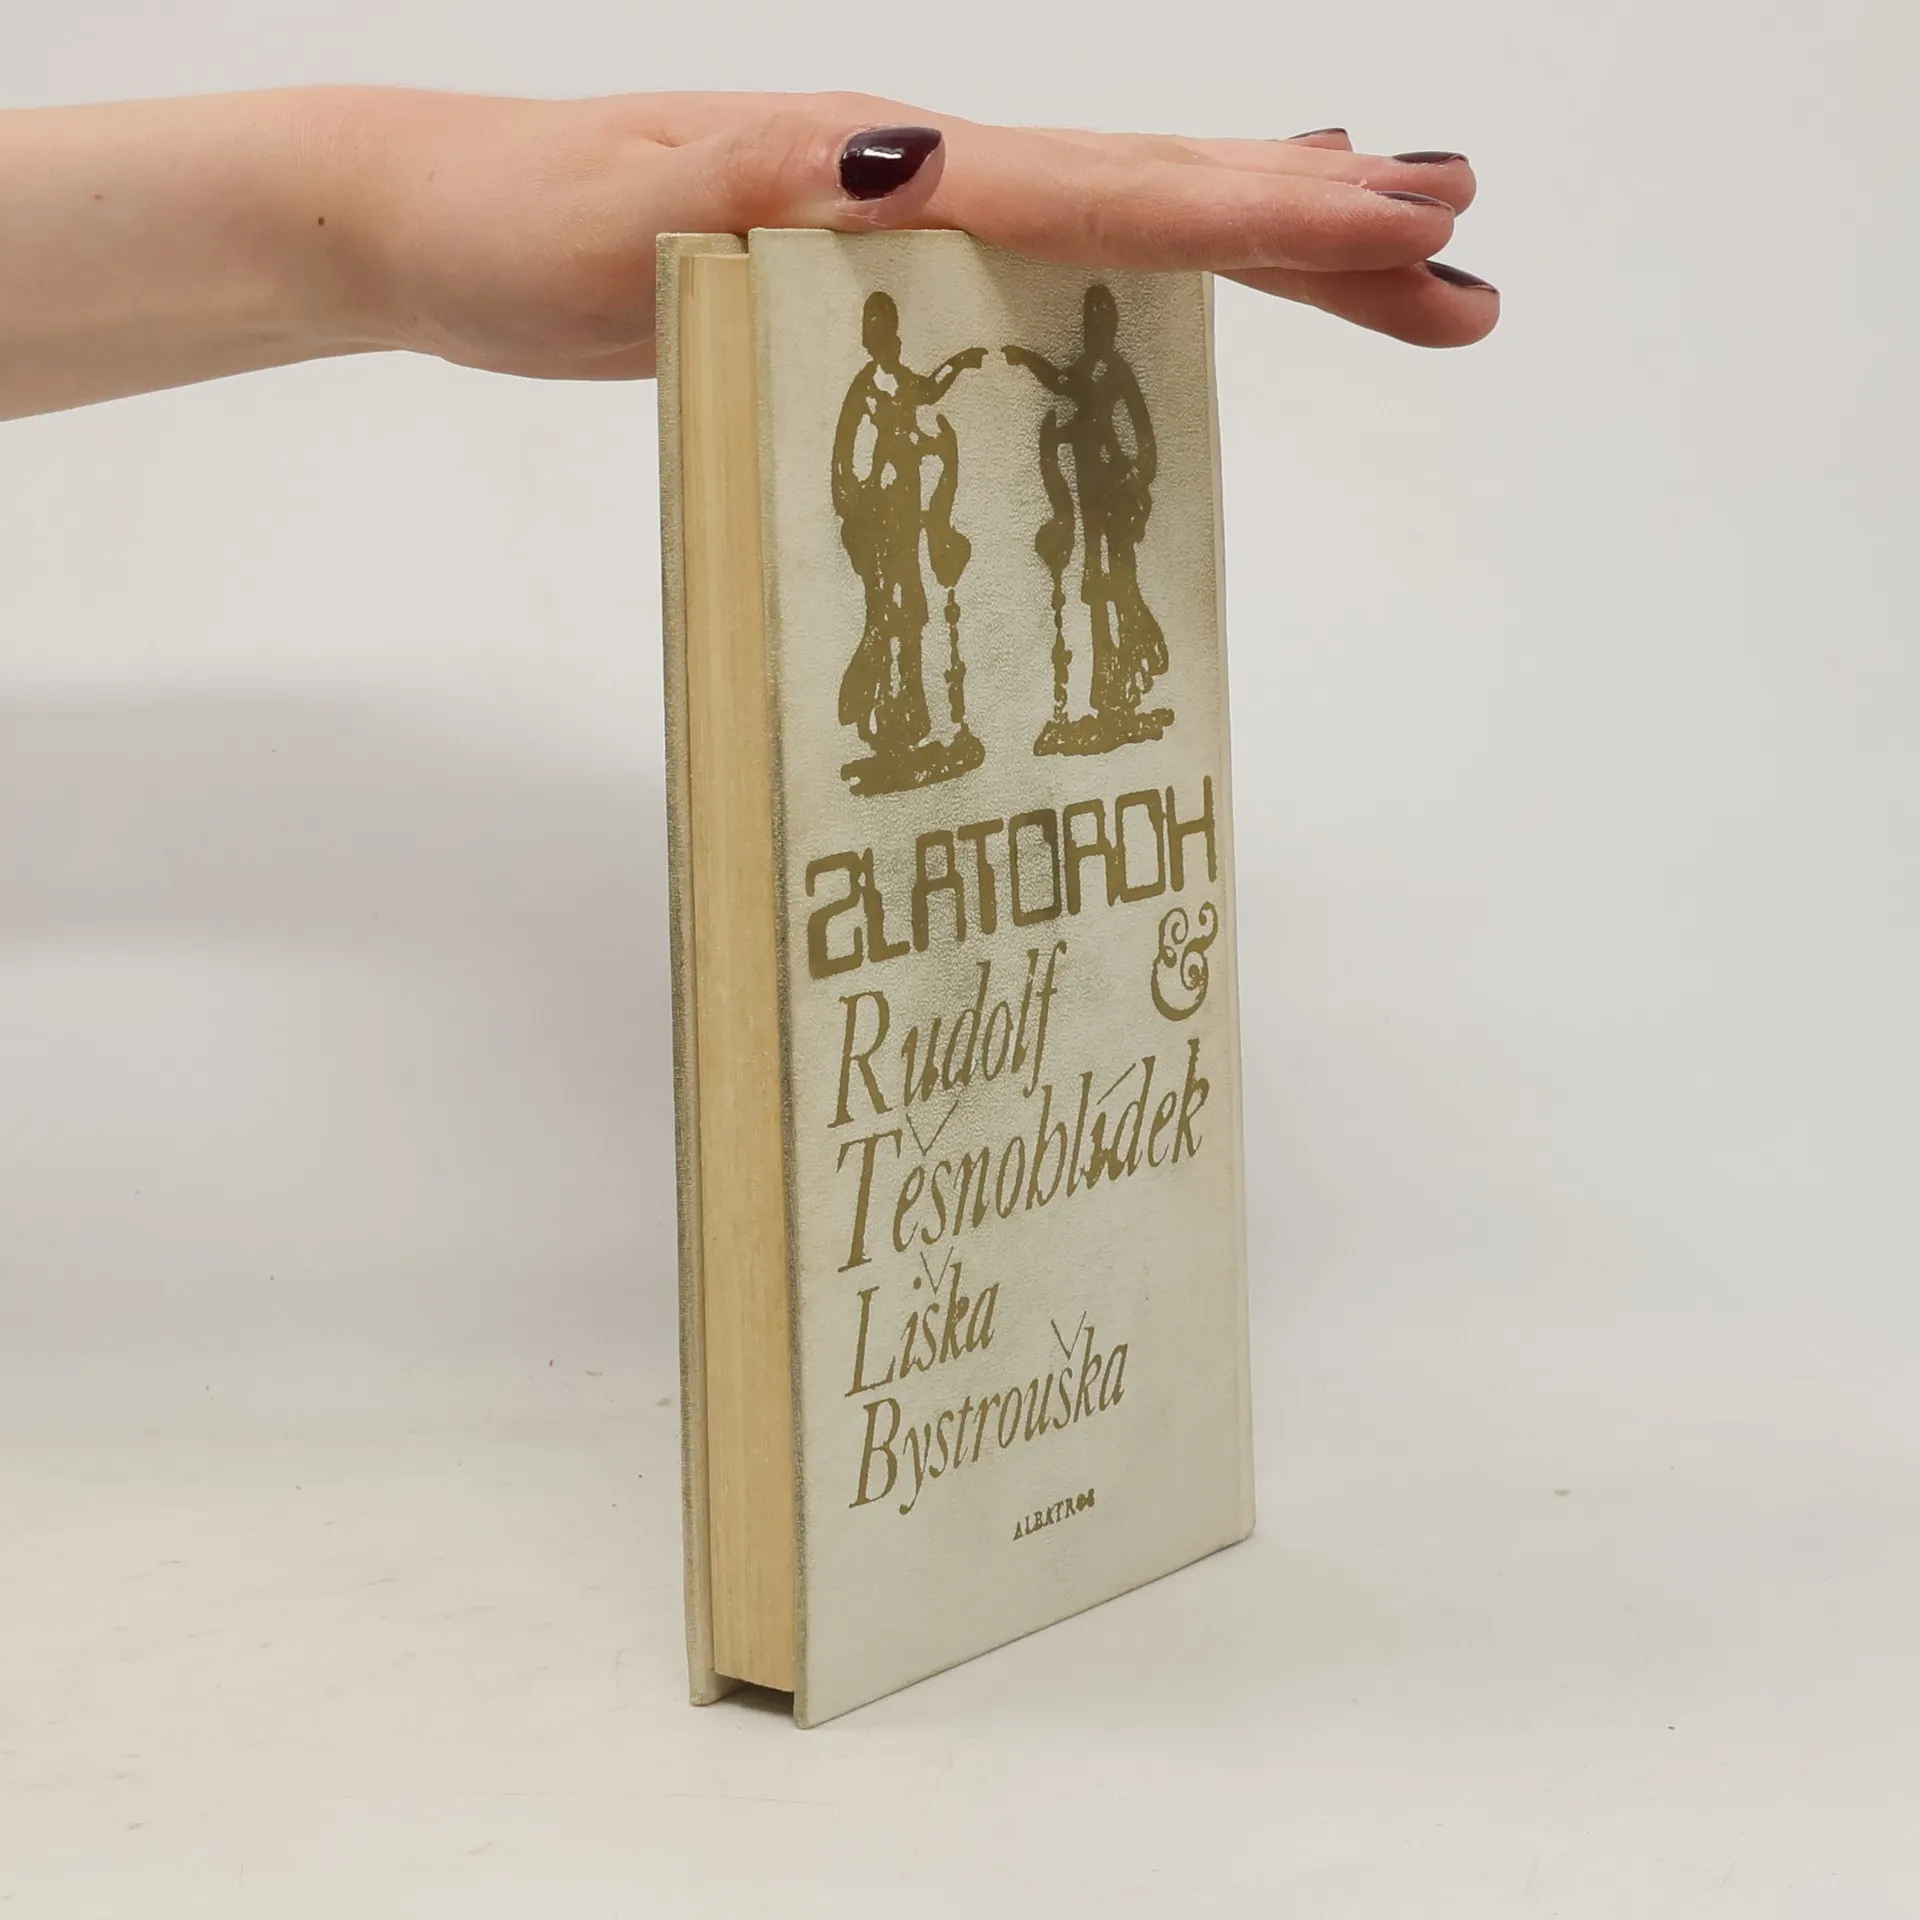 ZLATOROH
&
Rudolf
Těsnohlídek
Liška
Bystrouška
ALBATROS